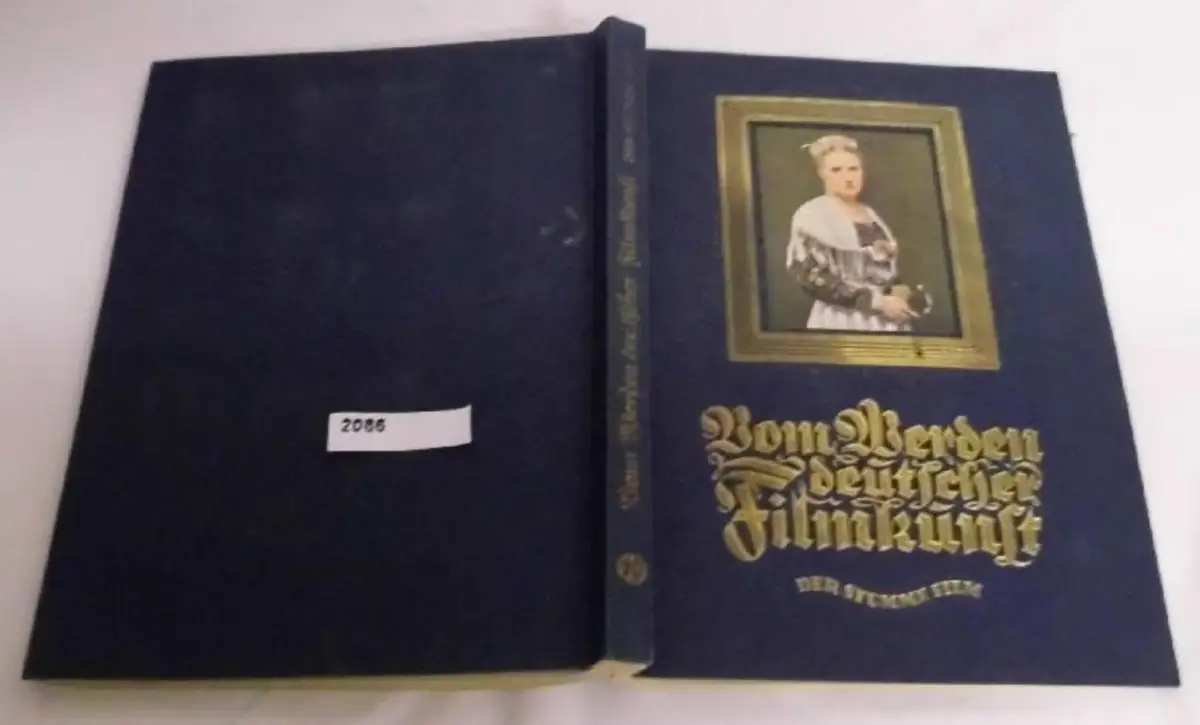 2086
Vom Werden deutscher Filmkunst
Vom Werden
deutscher
Filmkunst
DER STUMME FILM